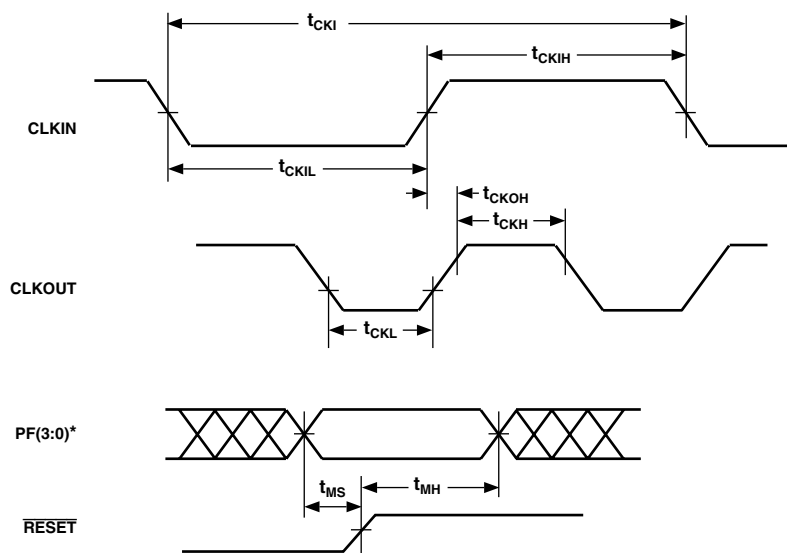 tCKI
tCKIH
CLKIN
tCKIL
tCKOH
tCKH
CLKOUT
tCKL
PF(3:0)*
tMS
tMH
RESET